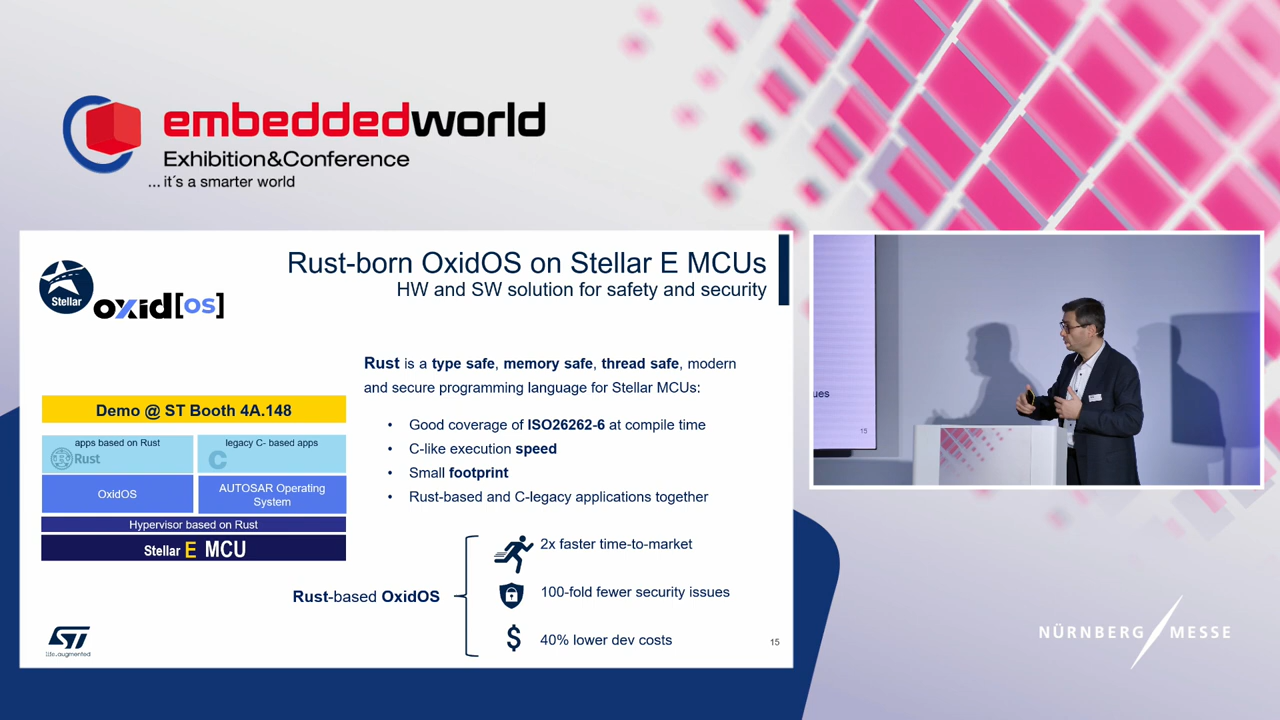 embeddedworld
Exhibition&Conference
... it´s a smarter world
Stellar
oxid[os]
Rust-born OxidOS on Stellar E MCUs
HW and SW solution for safety and security
Rust is a type safe, memory safe, thread safe, modern
and secure programming language for Stellar MCUs:
• Good coverage of ISO26262-6 at compile time
• C-like execution speed
• Small footprint
• Rust-based and C-legacy applications together
Demo @ ST Booth 4A.148
apps based on Rust
Rust
legacy C- based apps
C
OxidOS
AUTOSAR Operating
System
Hypervisor based on Rust
Stellar E MCU
Rust-based OxidOS
2x faster time-to-market
100-fold fewer security issues
$ 40% lower dev costs
ST
life.augmented
15
ues
15
NÜRNBERG MESSE